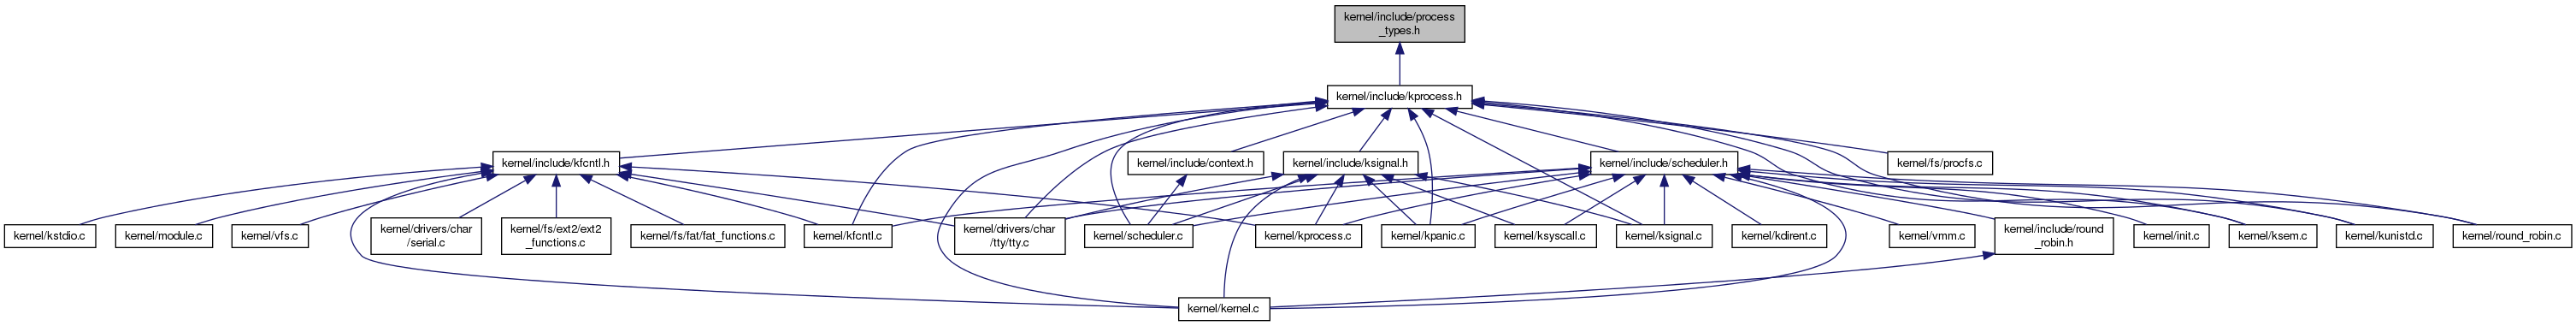 kernel/include/process
_types.h
kernel/include/kprocess.h
kernel/include/kfcntl.h
kernel/include/context.h
kernel/include/ksignal.h
kernel/include/scheduler.h
kernel/fs/procfs.c
kernel/kstdio.c
kernel/module.c
kernel/vfs.c
kernel/drivers/char
/serial.c
kernel/fs/ext2/ext2
_functions.c
kernel/fs/fat/fat_functions.c
kernel/kfcntl.c
kernel/drivers/char
/tty/tty.c
kernel/scheduler.c
kernel/kprocess.c
kernel/kpanic.c
kernel/ksyscall.c
kernel/ksignal.c
kernel/kdirent.c
kernel/vmm.c
kernel/include/round
_robin.h
kernel/init.c
kernel/ksem.c
kernel/kunistd.c
kernel/round_robin.c
kernel/kernel.c